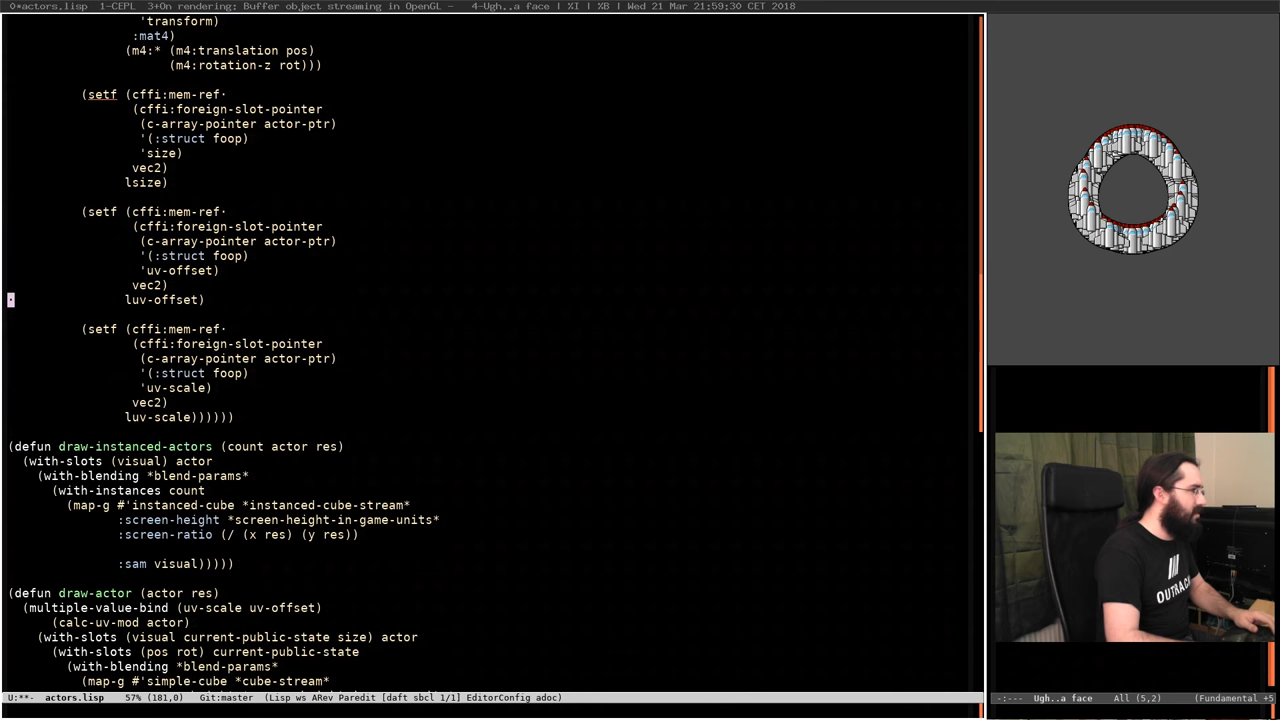 0*actors.lisp  1-CEPL  3+On rendering: Buffer object streaming in OpenGL -  4-Ugh..a face | XI | %B | Wed 21 Mar 21:59:30 CET 2018
'transform)
:mat4)
(m4:* (m4:translation pos)
(m4:rotation-z rot)))
(setf (cffi:mem-ref·
(cffi:foreign-slot-pointer
(c-array-pointer actor-ptr)
'(:struct foop)
'size)
vec2)
lsize)
(setf (cffi:mem-ref·
(cffi:foreign-slot-pointer
(c-array-pointer actor-ptr)
'(:struct foop)
'uv-offset)
vec2)
luv-offset)
(setf (cffi:mem-ref·
(cffi:foreign-slot-pointer
(c-array-pointer actor-ptr)
'(:struct foop)
'uv-scale)
vec2)
luv-scale))))))
(defun draw-instanced-actors (count actor res)
(with-slots (visual) actor
(with-blending *blend-params*
(with-instances count
(map-g #'instanced-cube *instanced-cube-stream*
:screen-height *screen-height-in-game-units*
:screen-ratio (/ (x res) (y res))
:sam visual)))))
(defun draw-actor (actor res)
(multiple-value-bind (uv-scale uv-offset)
(calc-uv-mod actor)
(with-slots (visual current-public-state size) actor
(with-slots (pos rot) current-public-state
(with-blending *blend-params*
(map-g #'simple-cube *cube-stream*
U:**-  actors.lisp  57% (181,0)  Git:master  (Lisp ws ARev Paredit [daft sbcl 1/1] EditorConfig adoc)
-:---  Ugh..a face  All (5,2)  (Fundamental +5
OUTRACE